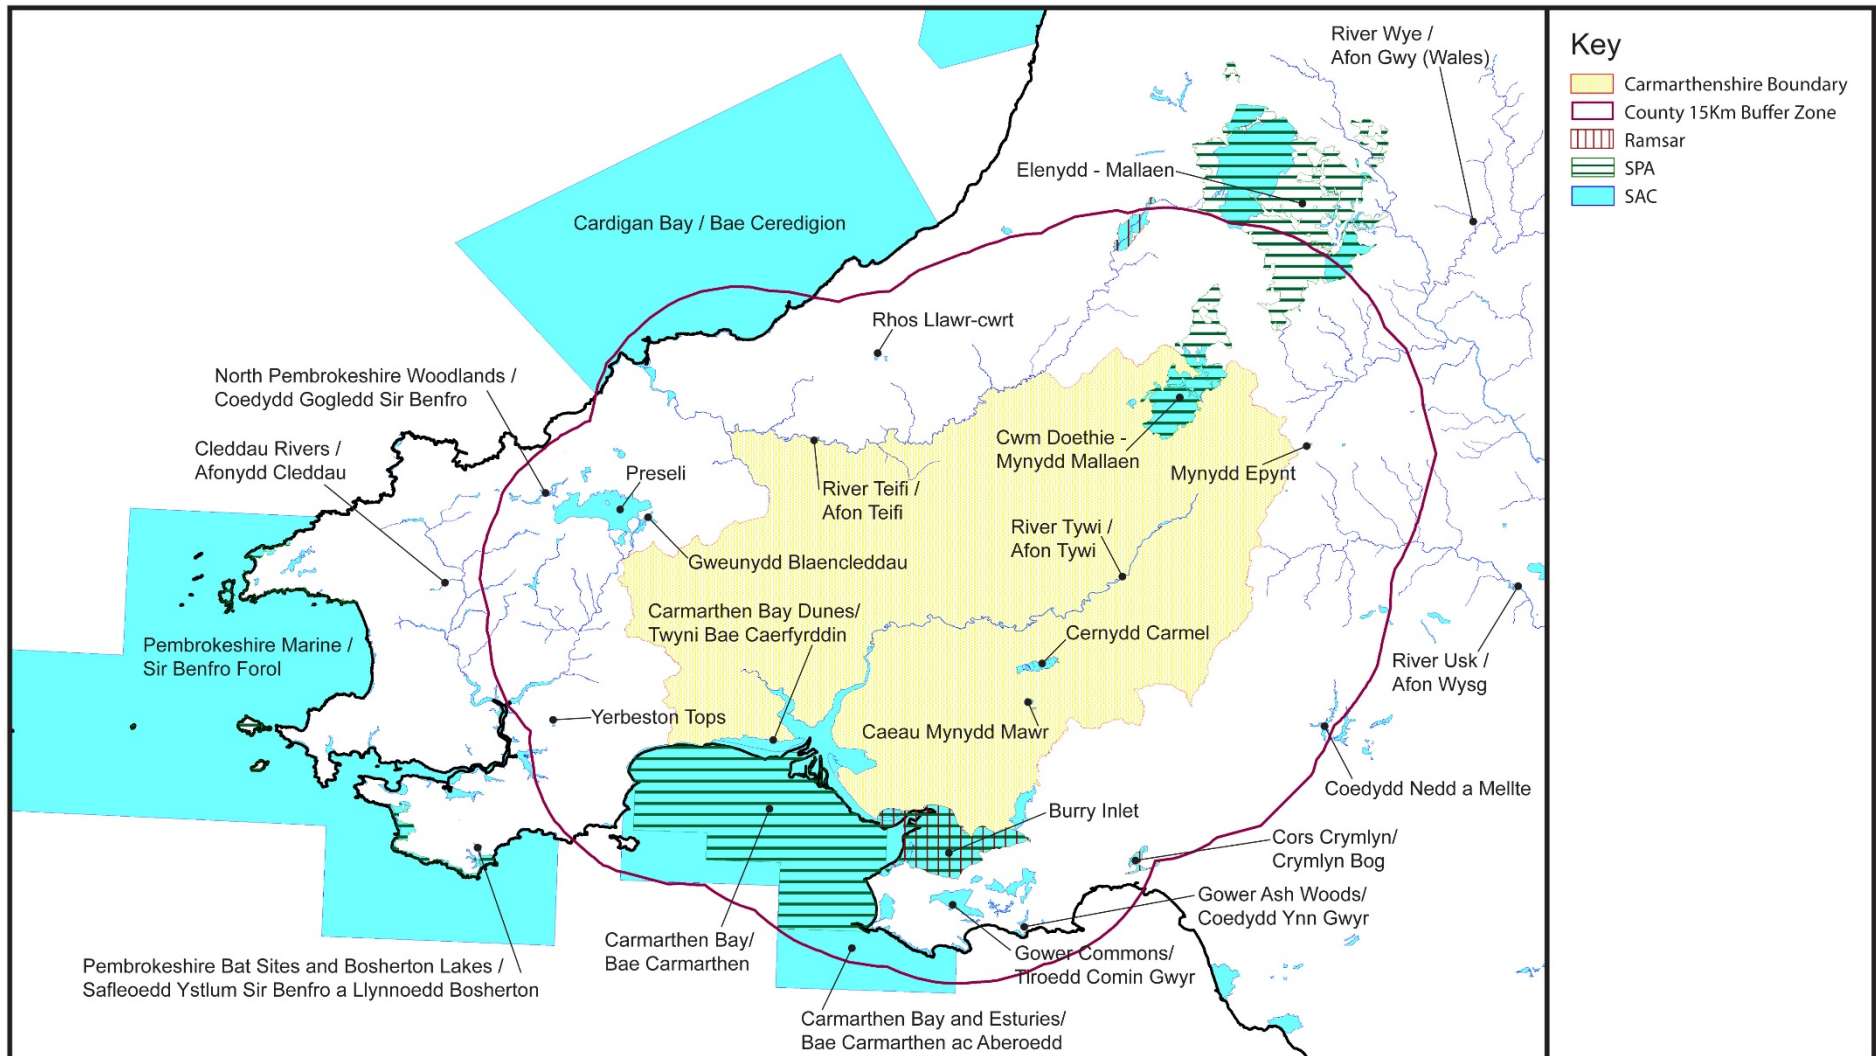 River Wye /
Afon Gwy (Wales)
Elenydd - Mallaen
Cardigan Bay / Bae Ceredigion
Rhos Llawr-cwrt
North Pembrokeshire Woodlands /
Coedydd Gogledd Sir Benfro
Cleddau Rivers /
Afonydd Cleddau
Preseli
River Teifi /
Afon Teifi
Cwm Doethie -
Mynydd Mallaen
Mynydd Epynt
River Tywi /
Afon Tywi
Gweunydd Blaencleddau
Carmarthen Bay Dunes/
Twyni Bae Caerfyrddin
Cernydd Carmel
Pembrokeshire Marine /
Sir Benfro Forol
River Usk /
Afon Wysg
Yerbeston Tops
Caeau Mynydd Mawr
Coedydd Nedd a Mellte
Burry Inlet
Cors Crymlyn/
Crymlyn Bog
Gower Ash Woods/
Coedydd Ynn Gwyr
Carmarthen Bay/
Bae Carmarthen
Gower Commons/
Tiroedd Comin Gwyr
Pembrokeshire Bat Sites and Bosherton Lakes /
Safleoedd Ystlum Sir Benfro a Llynnoedd Bosherton
Carmarthen Bay and Esturies/
Bae Carmarthen ac Aberoedd
Key
Carmarthenshire Boundary
County 15Km Buffer Zone
Ramsar
SPA
SAC